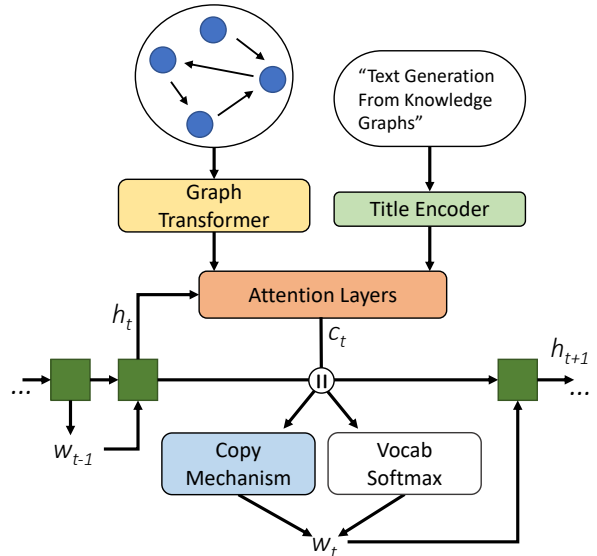 “Text Generation
From Knowledge
Graphs”
Graph
Transformer
Title Encoder
Attention Layers
h_t
c_t
h_{t+1}
...
...
w_{t-1}
Copy
Mechanism
Vocab
Softmax
w_t